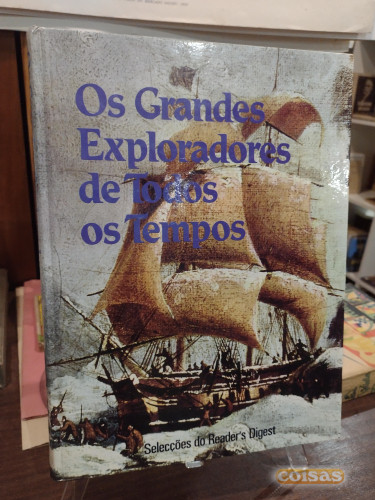 Os Grandes
Exploradores
de Todos
os Tempos
Selecções do Reader's Digest
coisas